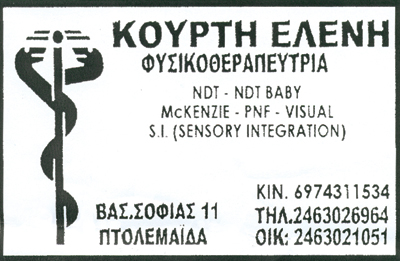 ΚΟΥΡΤΗ ΕΛΕΝΗ
ΦΥΣΙΚΟΘΕΡΑΠΕΥΤΡΙΑ
NDT - NDT BABY
McKENZIE - PNF - VISUAL
S.I. (SENSORY INTEGRATION)
ΚΙΝ. 6974311534
ΒΑΣ.ΣΟΦΙΑΣ 11 ΤΗΛ.2463026964
ΠΤΟΛΕΜΑΪΔΑ ΟΙΚ: 2463021051